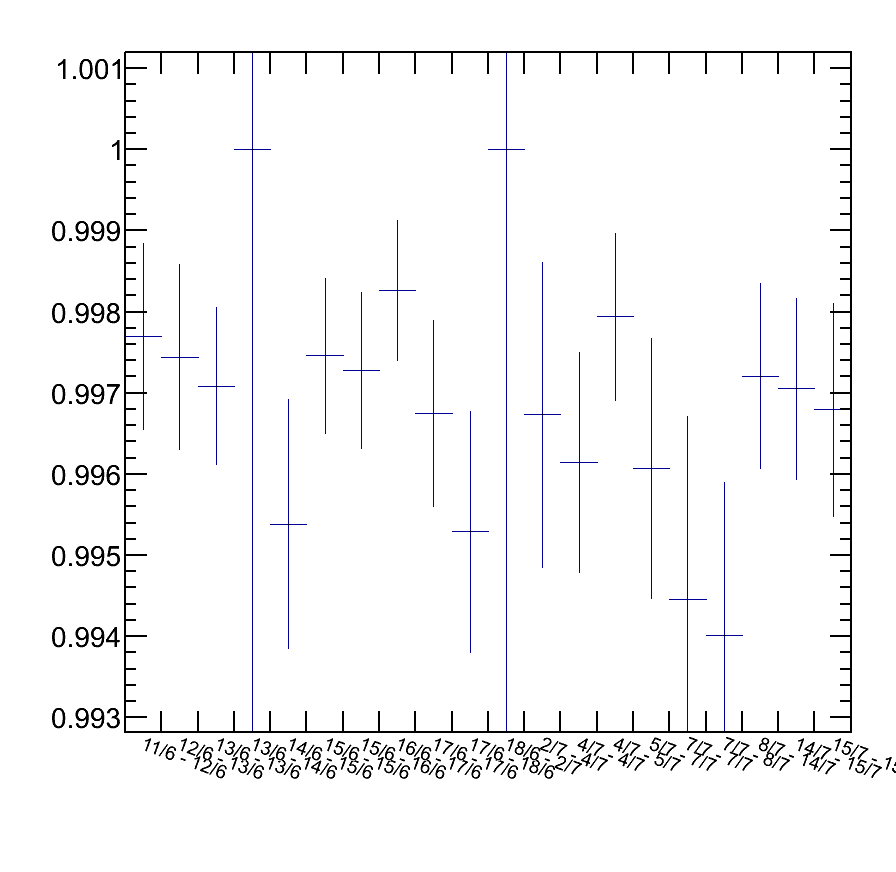 1.001
1
0.999
0.998
0.997
0.996
0.995
0.994
0.993
11/6 - 12/6
12/6 - 13/6
13/6 - 13/6
13/6 - 14/6
14/6 - 15/6
15/6 - 15/6
15/6 - 16/6
16/6 - 17/6
17/6 - 17/6
17/6 - 18/6
18/6 - 2/7
2/7 - 4/7
4/7 - 4/7
4/7 - 5/7
5/7 - 7/7
7/7 - 7/7
7/7 - 8/7
8/7 - 14/7
14/7 - 15/7
15/7 -